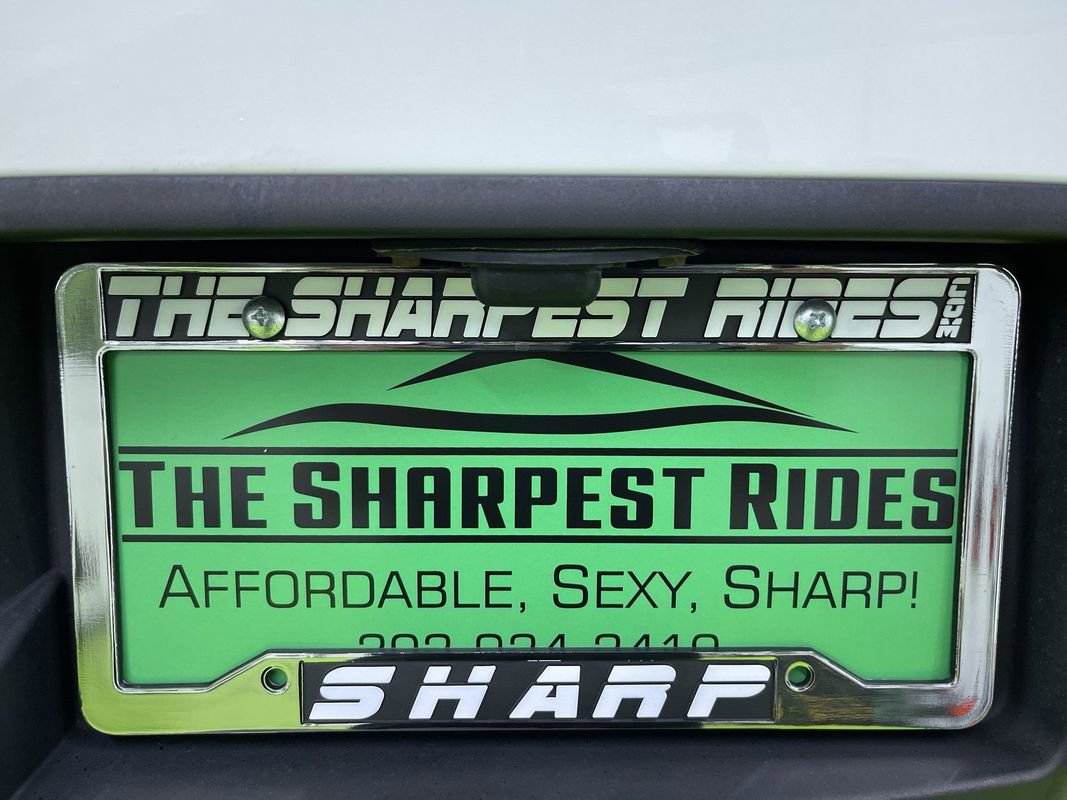 THE SHARPEST RIDES.COM
THE SHARPEST RIDES
AFFORDABLE, SEXY, SHARP!
SHARP